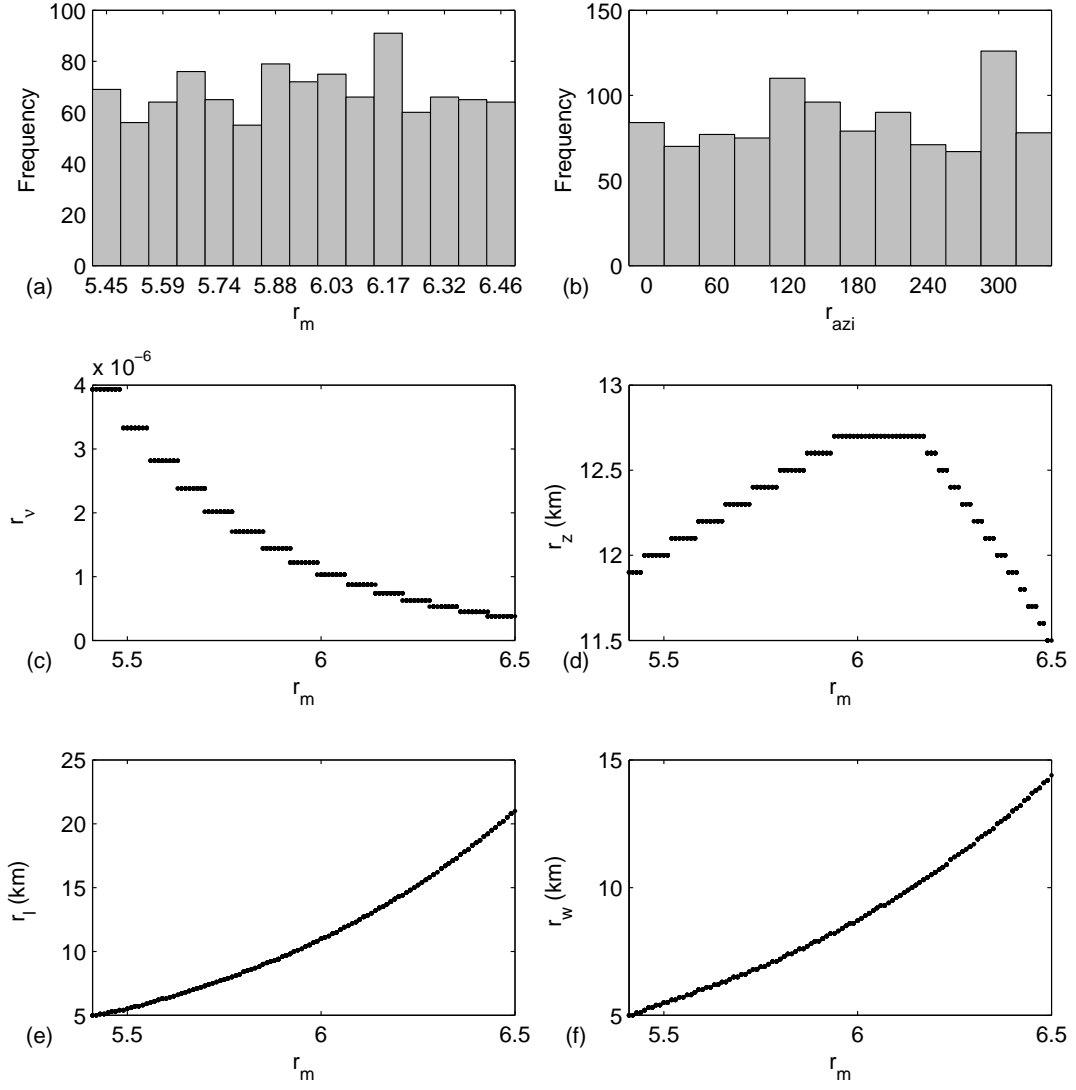 100
80
60
40
20
0
Frequency
5.45 5.59 5.74 5.88 6.03 6.17 6.32 6.46
(a)
r_m
150
100
50
0
Frequency
0 60 120 180 240 300
(b)
r_azi
x 10^−6
4
3
2
1
0
r_ν
5.5 6 6.5
(c)
r_m
13
12.5
12
11.5
r_z (km)
5.5 6 6.5
(d)
r_m
25
20
15
10
5
r_l (km)
5.5 6 6.5
(e)
r_m
15
10
5
r_w (km)
5.5 6 6.5
(f)
r_m